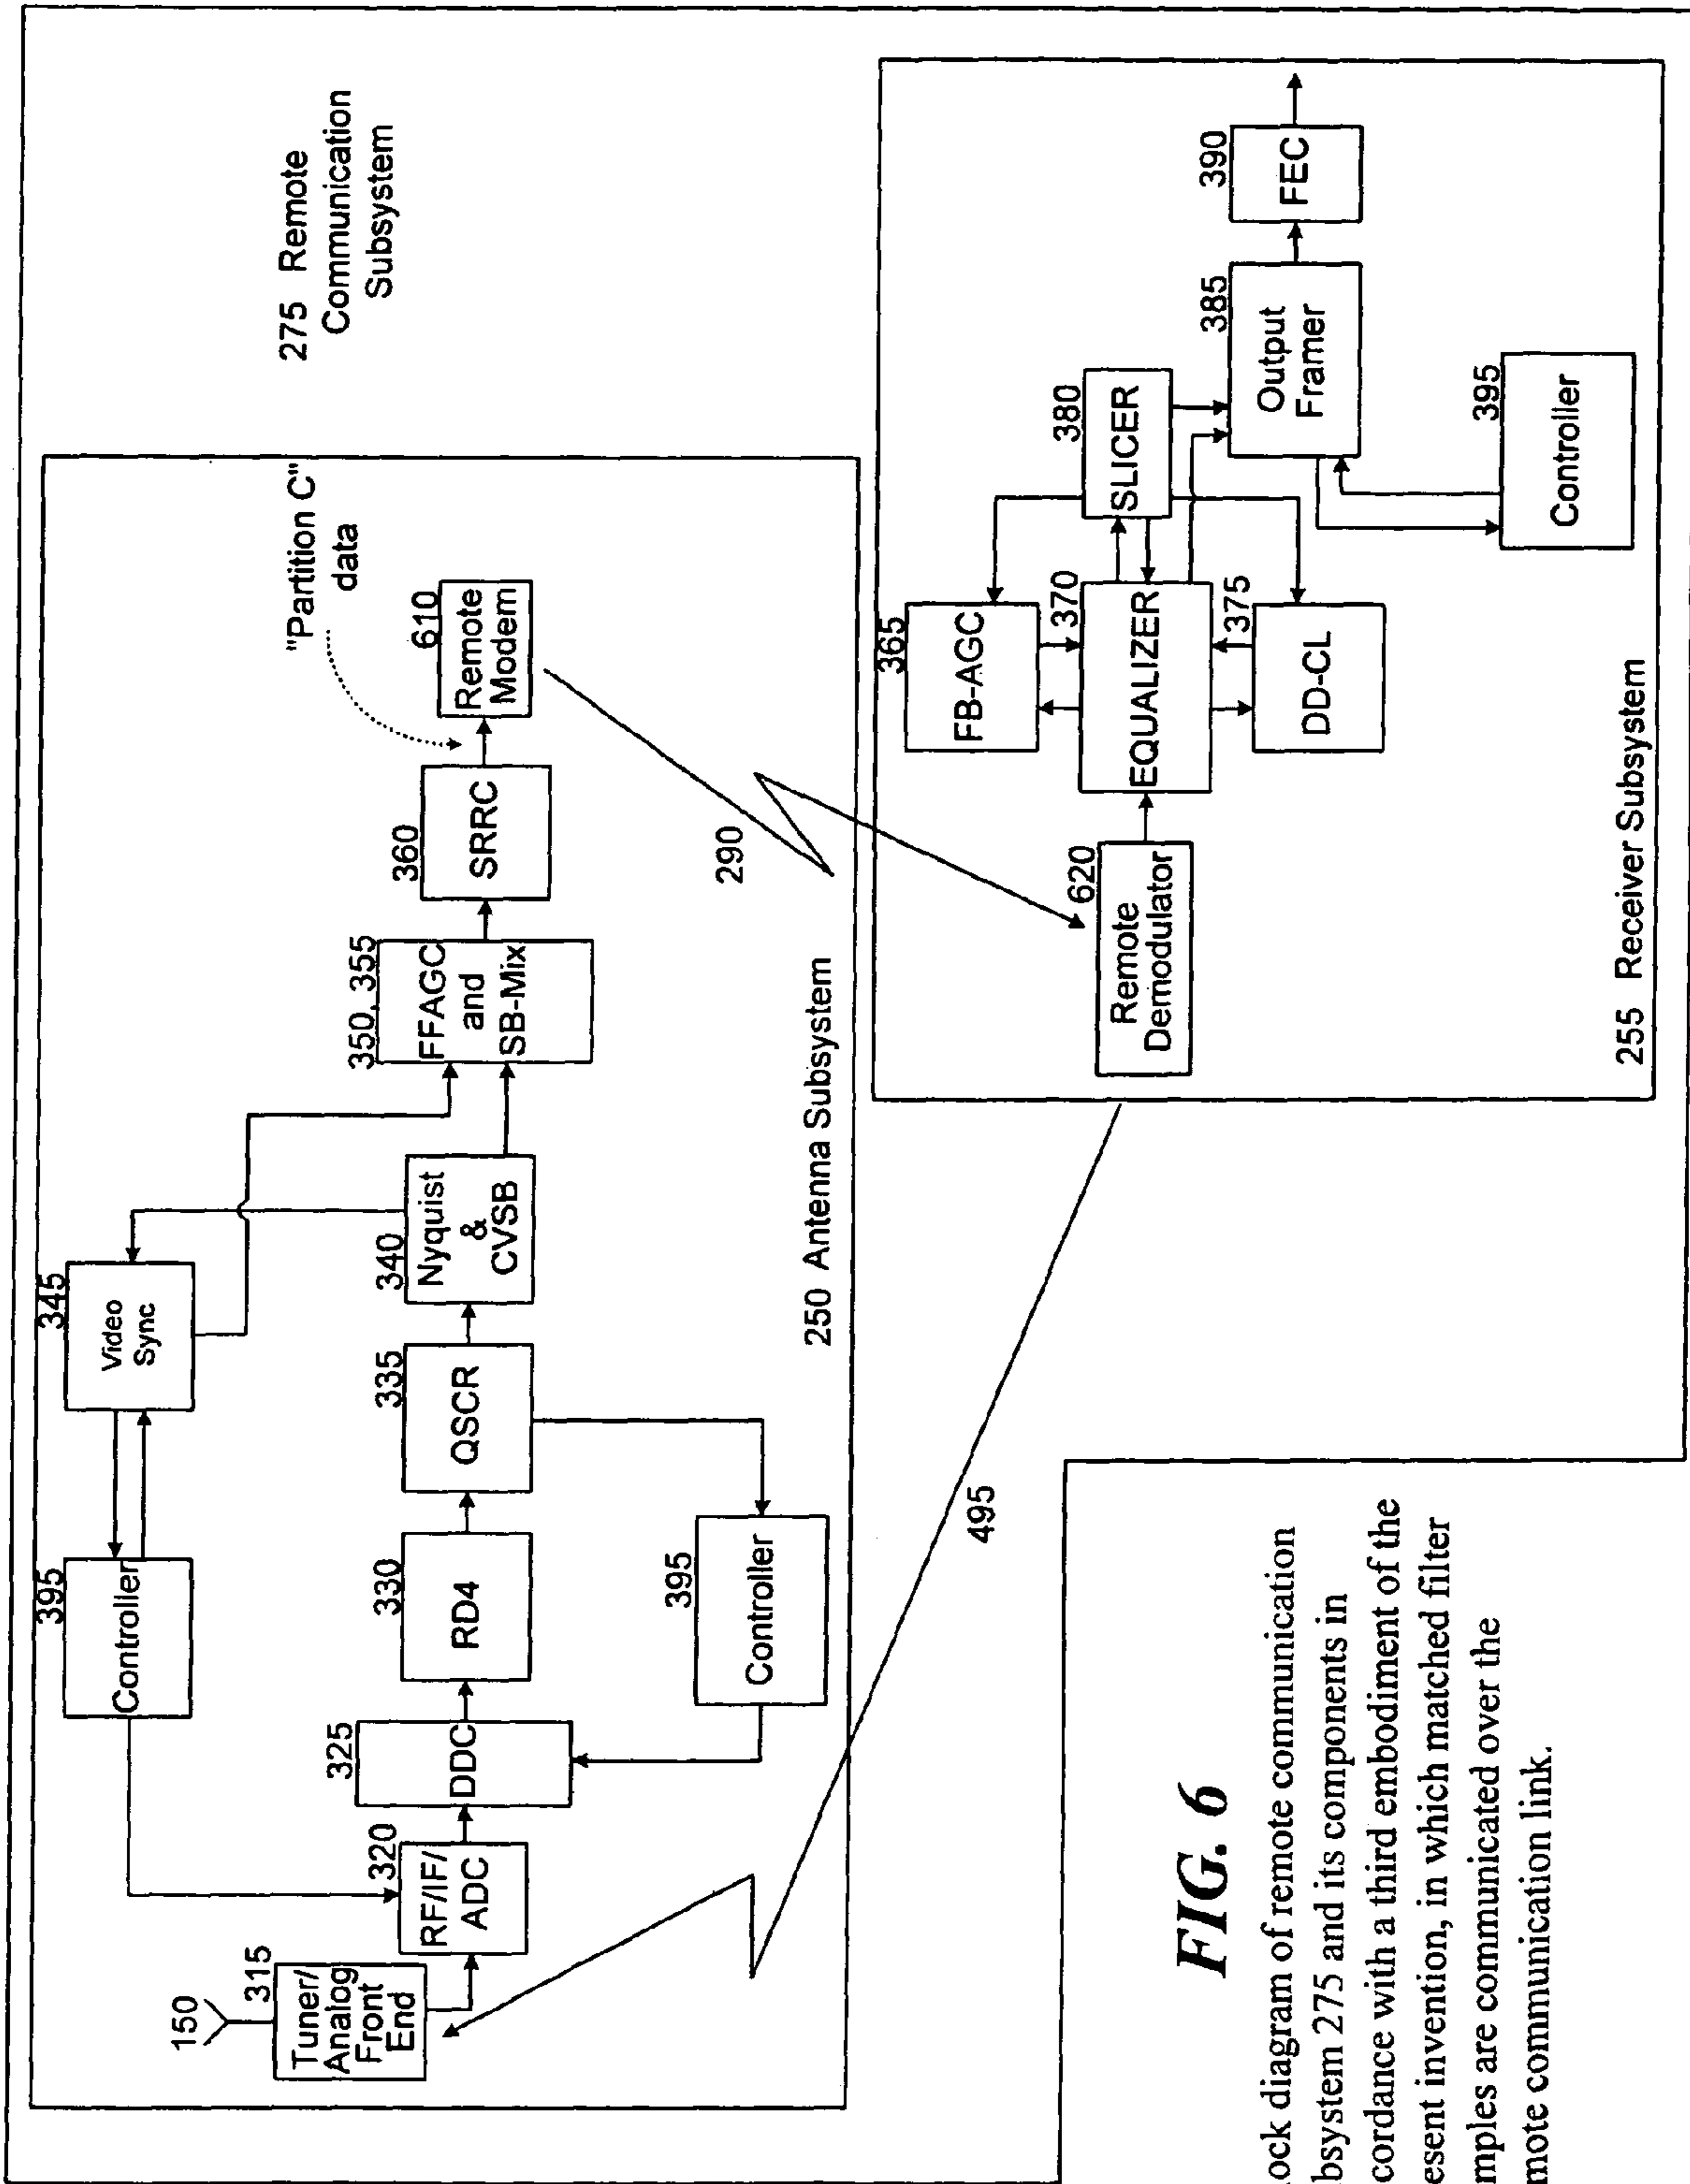 275 Remote
Communication
Subsystem
395
Controller
345
Video
Sync
"Partition C"
data
150
315
Tuner/
Analog
Front
End
320
RF/IF/
ADC
325
DDC
330
RD4
335
QSCR
340
Nyquist
&
CVSB
350, 355
FFAGC
and
SB-Mix
360
SRRC
610
Remote
Modem
395
Controller
250 Antenna Subsystem
290
495
620
Remote
Demodulator
365
FB-AGC
370
EQUALIZER
375
DD-CL
380
SLICER
385
Output
Framer
390
FEC
395
Controller
255 Receiver Subsystem
FIG. 6
ock diagram of remote communication
bsystem 275 and its components in
cordance with a third embodiment of the
esent invention, in which matched filter
mples are communicated over the
mote communication link.